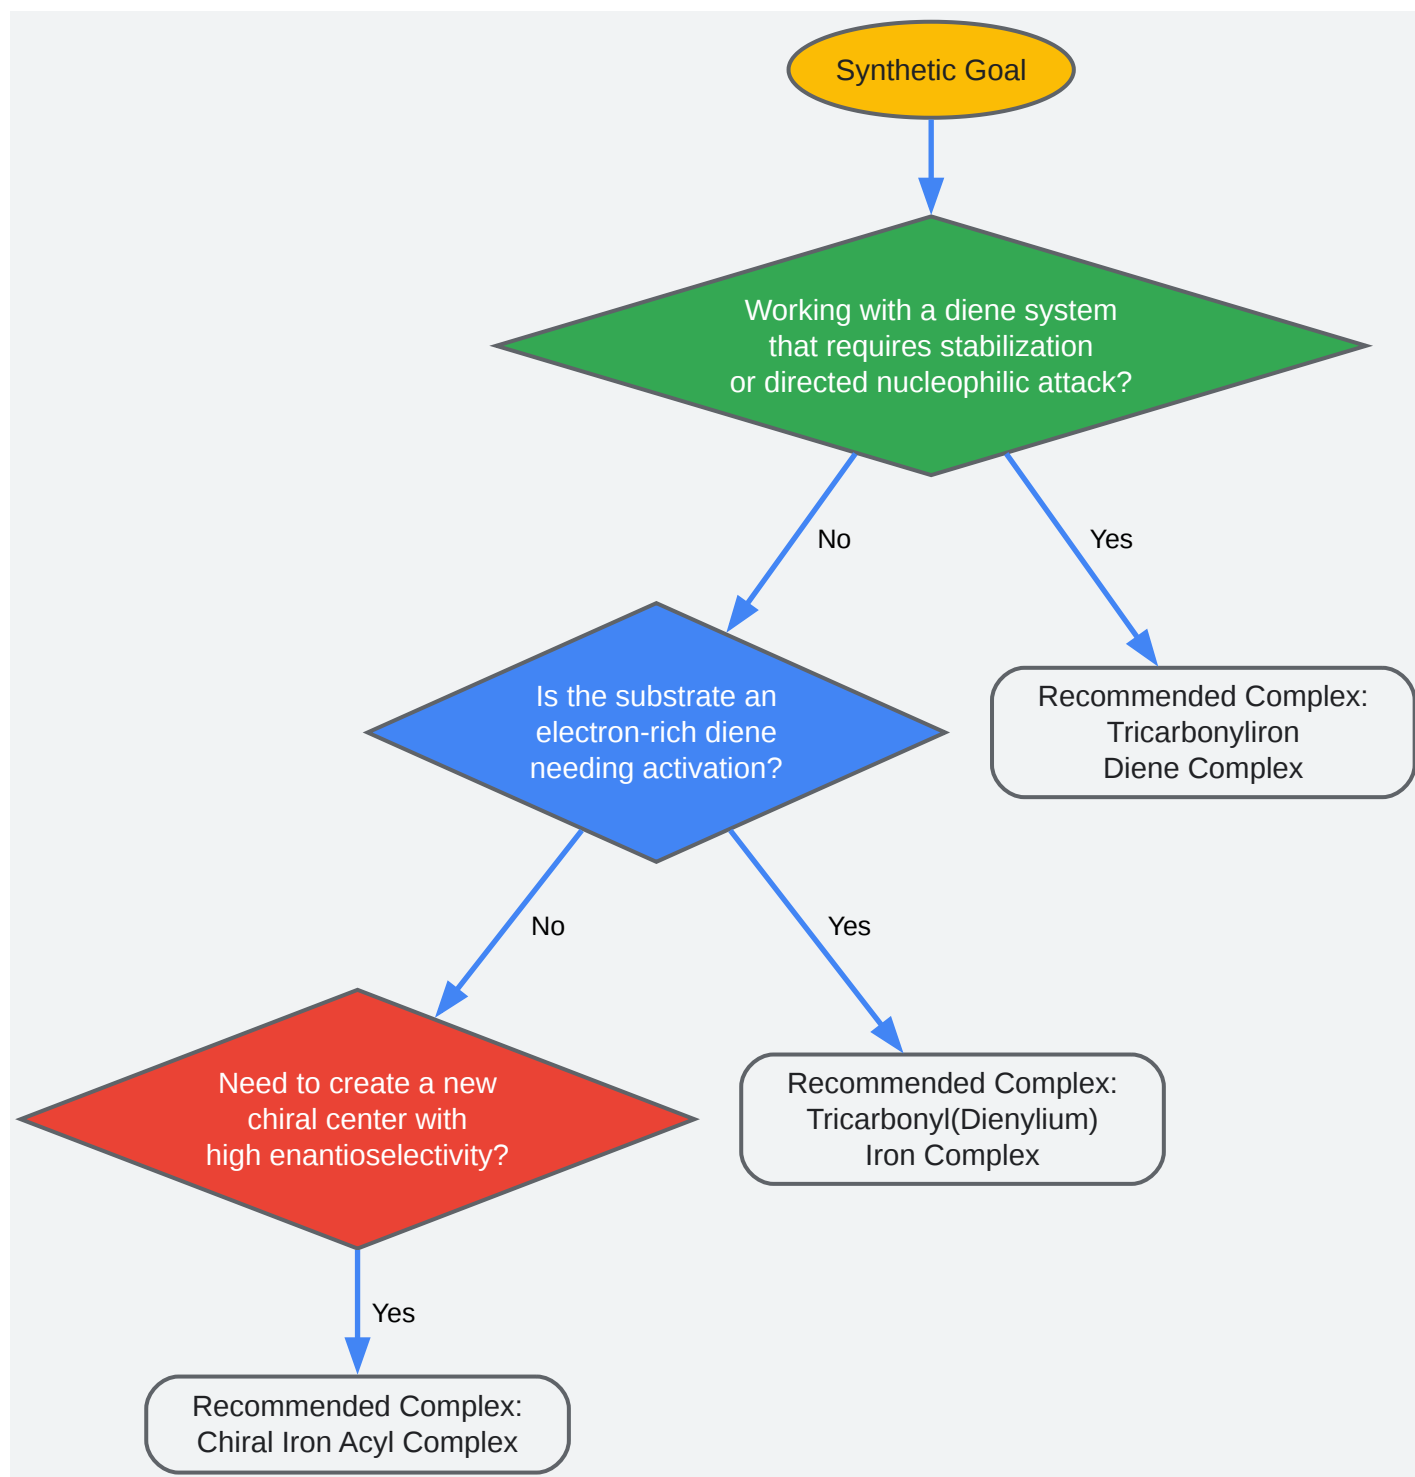 Synthetic Goal
Working with a diene system
that requires stabilization
or directed nucleophilic attack?
No
Yes
Is the substrate an
electron-rich diene
needing activation?
Recommended Complex:
Tricarbonyliron
Diene Complex
No
Yes
Need to create a new
chiral center with
high enantioselectivity?
Recommended Complex:
Tricarbonyl(Dienylium)
Iron Complex
Yes
Recommended Complex:
Chiral Iron Acyl Complex